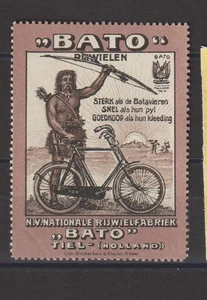 „BATO"
RIJWIELEN
BATO
STERK als de Batavieren
SNEL als hun pyl
GOEDKOOP als hun kleeding
N.V. NATIONALE RIJWIELFABRIEK
„BATO"
TIEL-(HOLLAND)